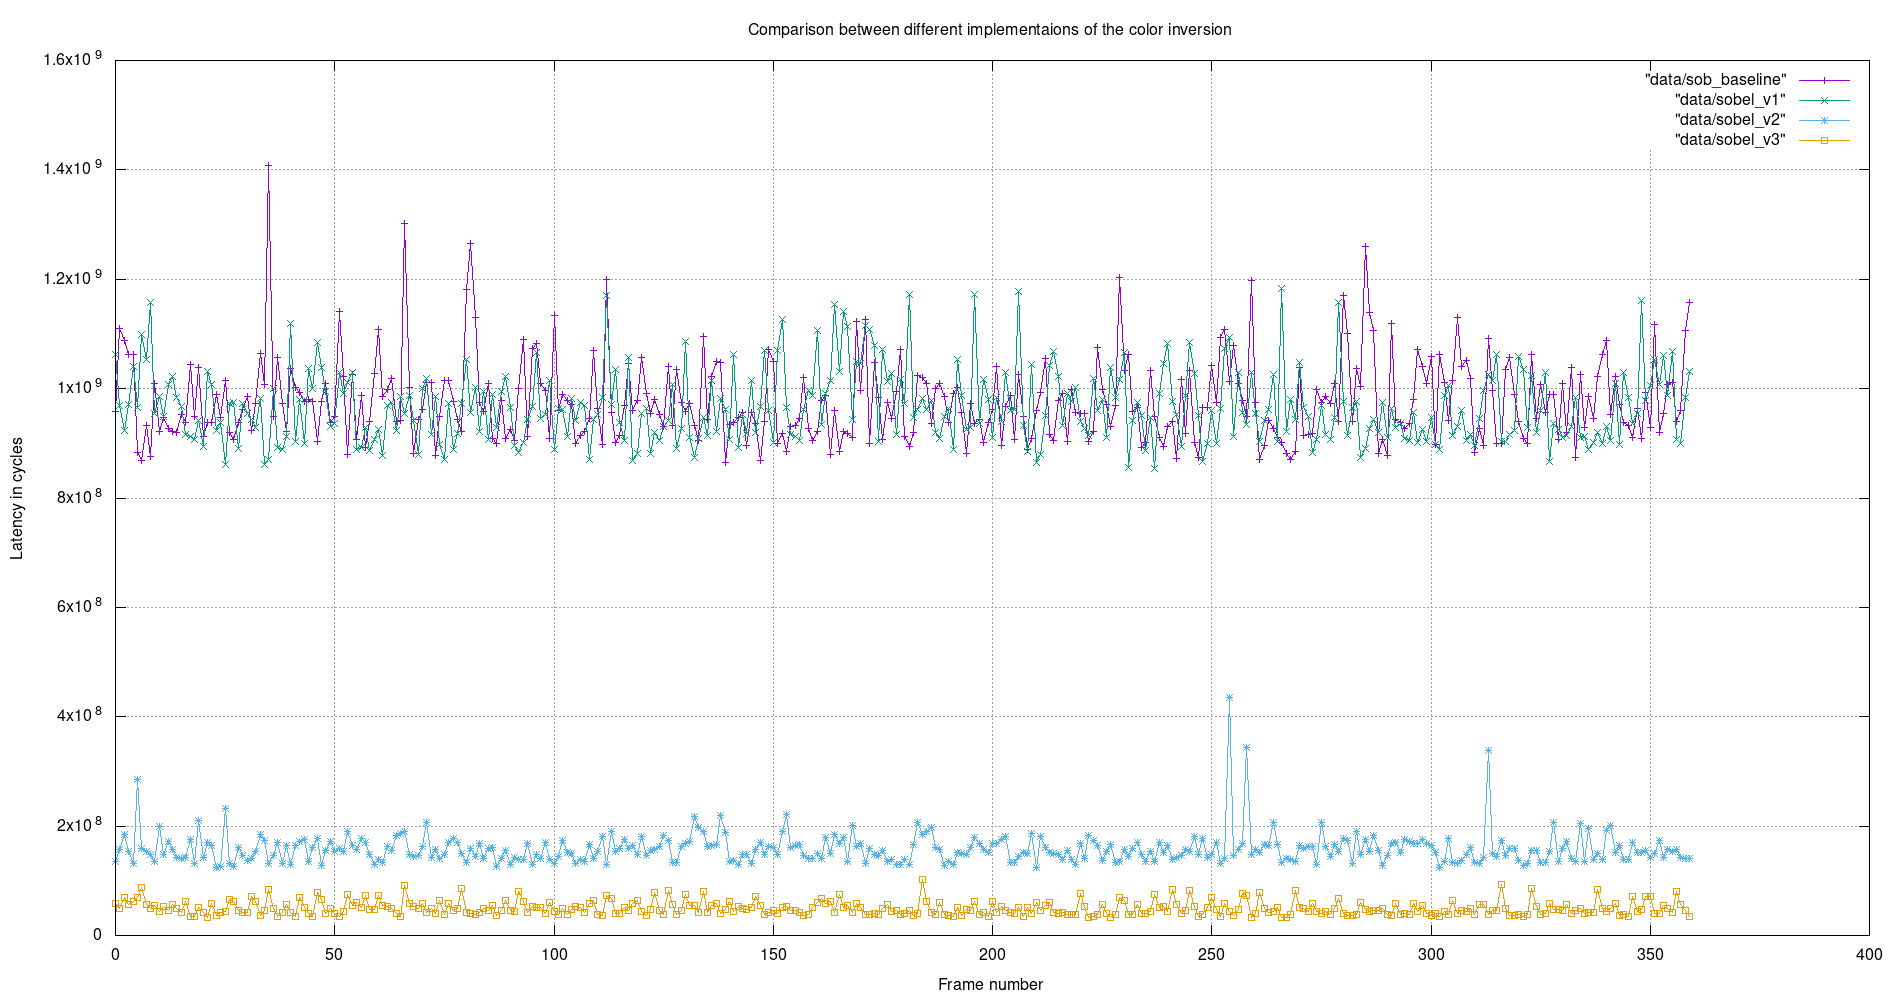 Comparison between different implementaions of the color inversion
"data/sob_baseline"
"data/sobel_v1"
"data/sobel_v2"
"data/sobel_v3"
1.6x10 9
1.4x10 9
1.2x10 9
1x10 9
8x10 8
6x10 8
4x10 8
2x10 8
0
Latency in cycles
0 50 100 150 200 250 300 350 400
Frame number